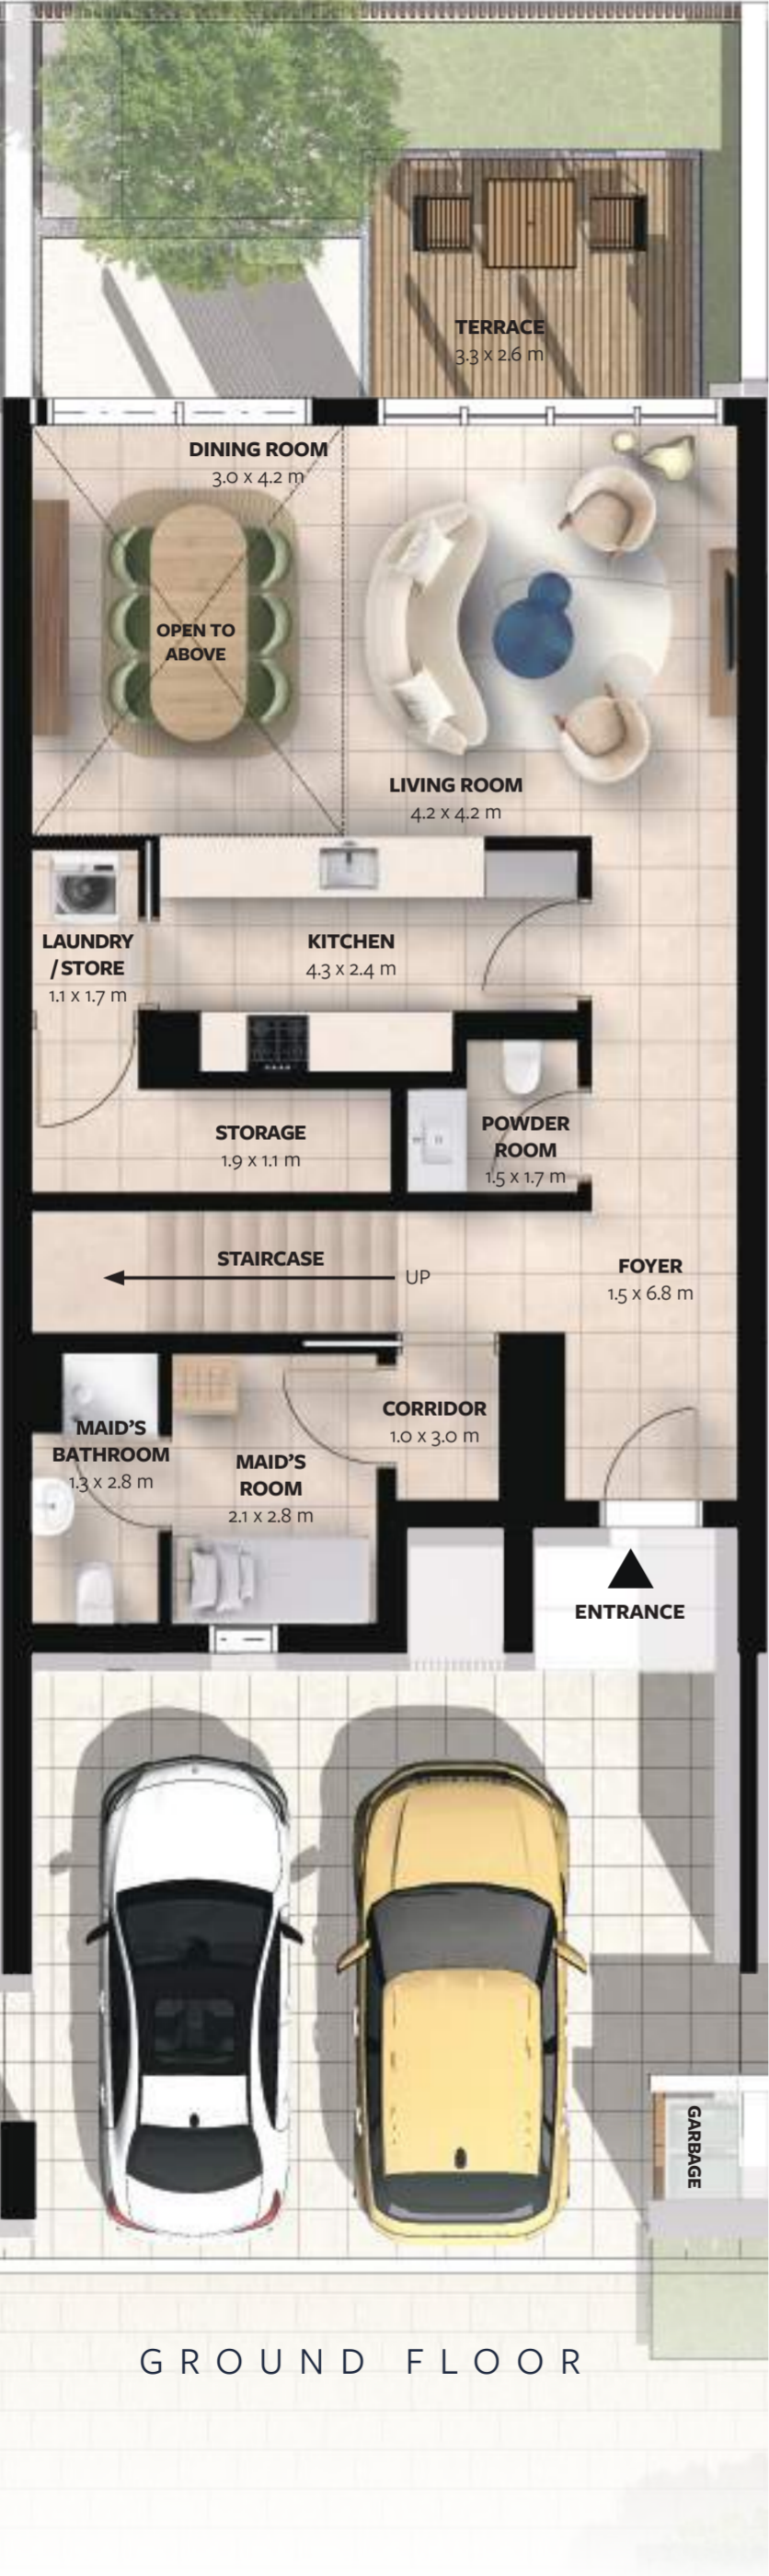 TERRACE
3.3 x 2.6 m
DINING ROOM
3.0 x 4.2 m
OPEN TO
ABOVE
LIVING ROOM
4.2 x 4.2 m
LAUNDRY
/STORE
1.1 x 1.7 m
KITCHEN
4.3 x 2.4 m
STORAGE
1.9 x 1.1 m
POWDER
ROOM
1.5 x 1.7 m
STAIRCASE
UP
FOYER
1.5 x 6.8 m
CORRIDOR
1.0 x 3.0 m
MAID'S
BATHROOM
1.3 x 2.8 m
MAID'S
ROOM
2.1 x 2.8 m
ENTRANCE
GARBAGE
GROUND FLOOR